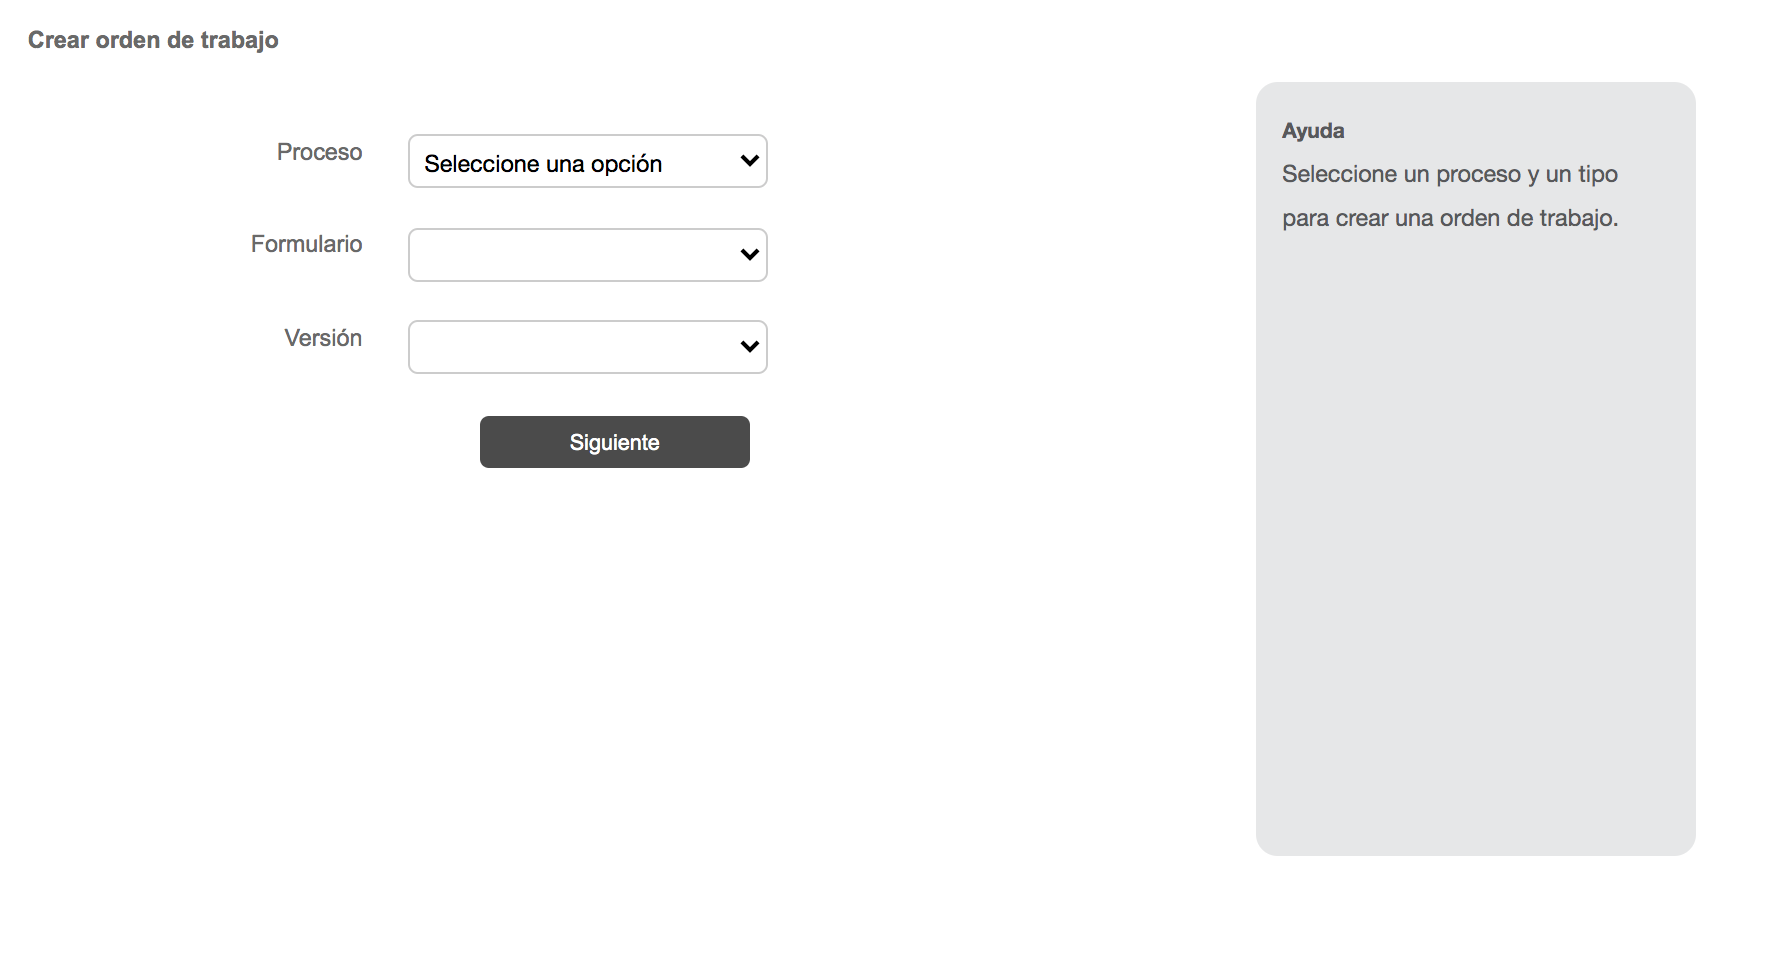 Crear orden de trabajo
Proceso
Seleccione una opción
Formulario
Versión
Siguiente
Ayuda
Seleccione un proceso y un tipo
para crear una orden de trabajo.